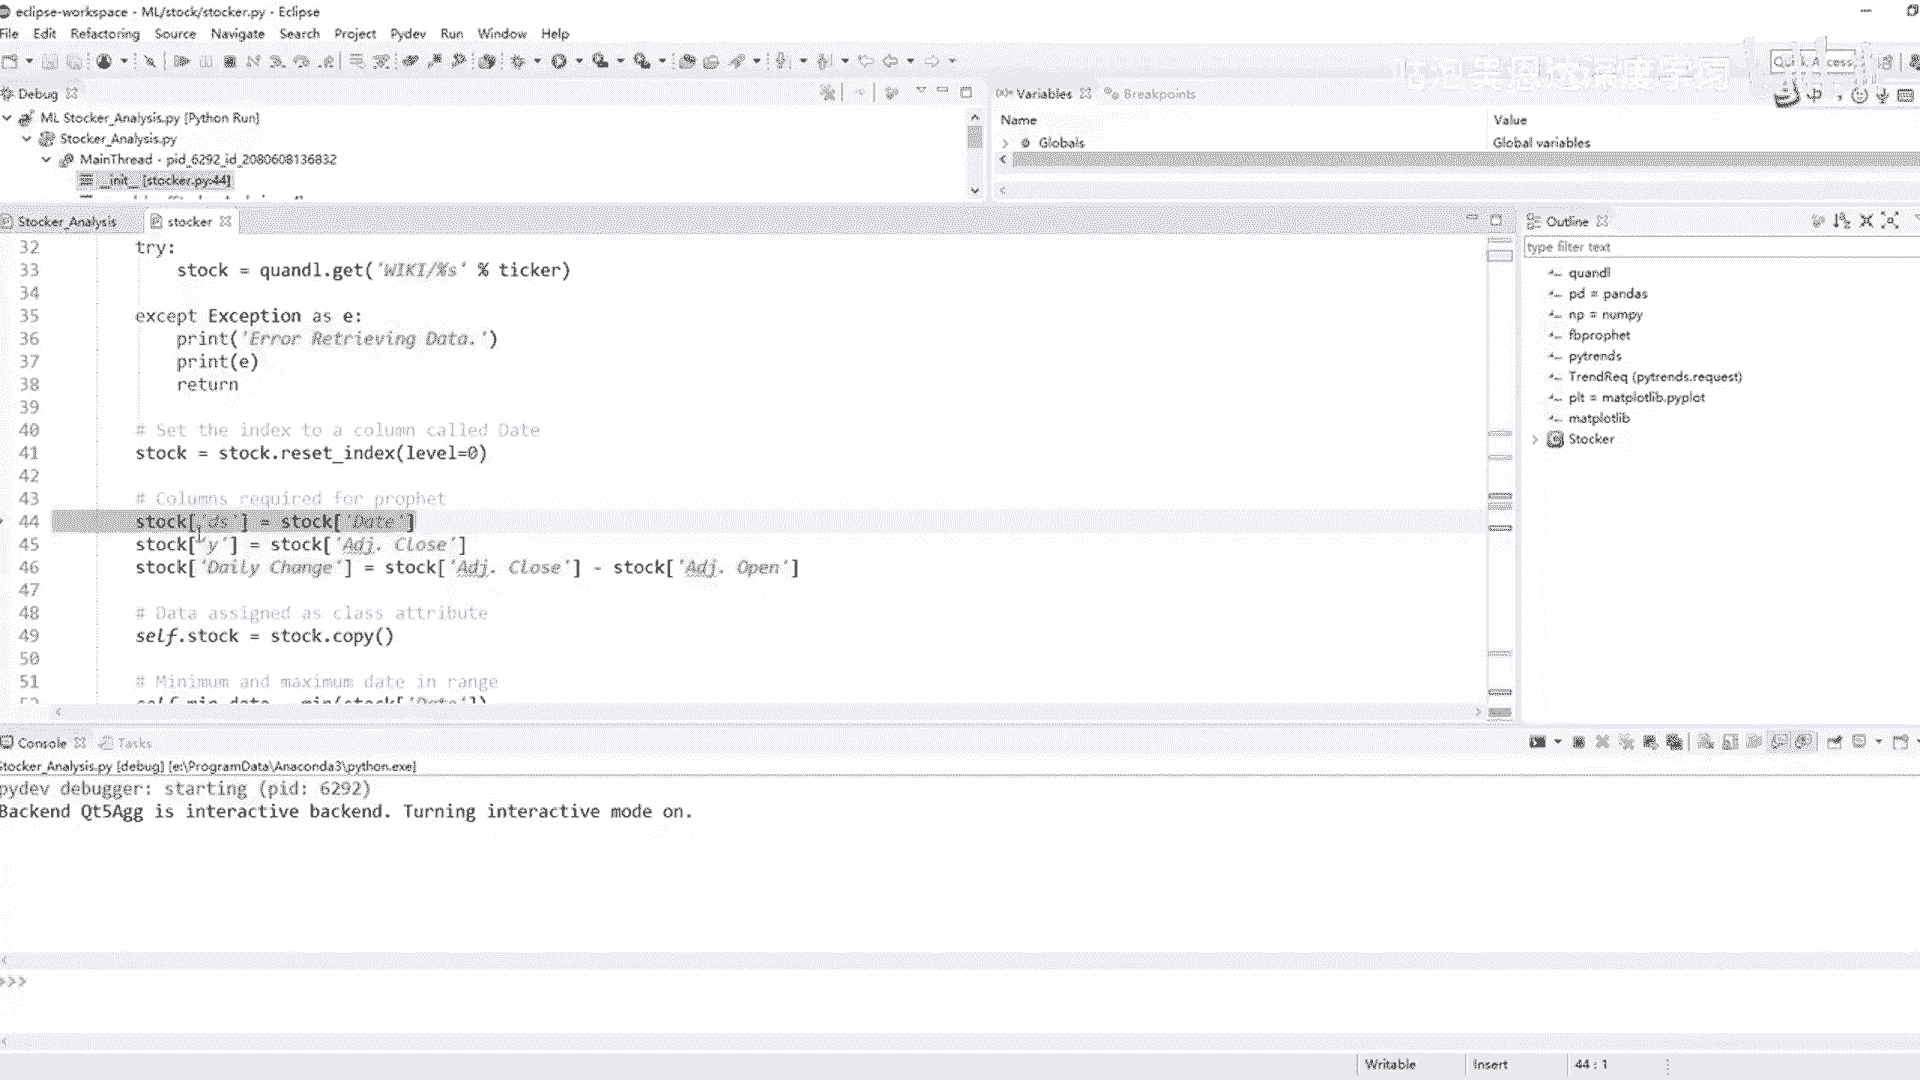 eclipse-workspace - ML/stock/stocker.py - Eclipse
File Edit Refactoring Source Navigate Search Project Pydev Run Window Help
Debug
ML Stocker_Analysis.py [Python Run]
Stocker_Analysis.py
MainThread - pid_6292_id_2080608136832
__init__ [stocker.py:44]
Variables Breakpoints
Name Value
Globals Global variables
Stocker_Analysis stocker
32 try:
33 stock = quandl.get('WIKI/%s' % ticker)
34
35 except Exception as e:
36 print('Error Retrieving Data.')
37 print(e)
38 return
39
40 # Set the index to a column called Date
41 stock = stock.reset_index(level=0)
42
43 # Columns required for prophet
44 stock['ds'] = stock['Date']
45 stock['y'] = stock['Adj. Close']
46 stock['Daily Change'] = stock['Adj. Close'] - stock['Adj. Open']
47
48 # Data assigned as class attribute
49 self.stock = stock.copy()
50
51 # Minimum and maximum date in range
52 self.min_date = min(stock['Date'])
Outline
type filter text
quandl
pd = pandas
np = numpy
fbprophet
pytrends
TrendReq (pytrends.request)
plt = matplotlib.pyplot
matplotlib
Stocker
Console Tasks
Stocker_Analysis.py [debug] [e:\ProgramData\Anaconda3\python.exe]
pydev debugger: starting (pid: 6292)
Backend Qt5Agg is interactive backend. Turning interactive mode on.
>>>
Writable Insert 44 : 1